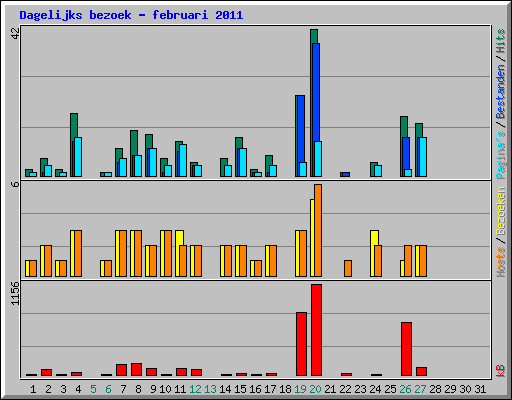 Dagelijks bezoek - februari 2011
42
6
1156
Pagina's / Bestanden / Hits
Hosts / Bezoeken
kB
1 2 3 4 5 6 7 8 9 10 11 12 13 14 15 16 17 18 19 20 21 22 23 24 25 26 27 28 29 30 31